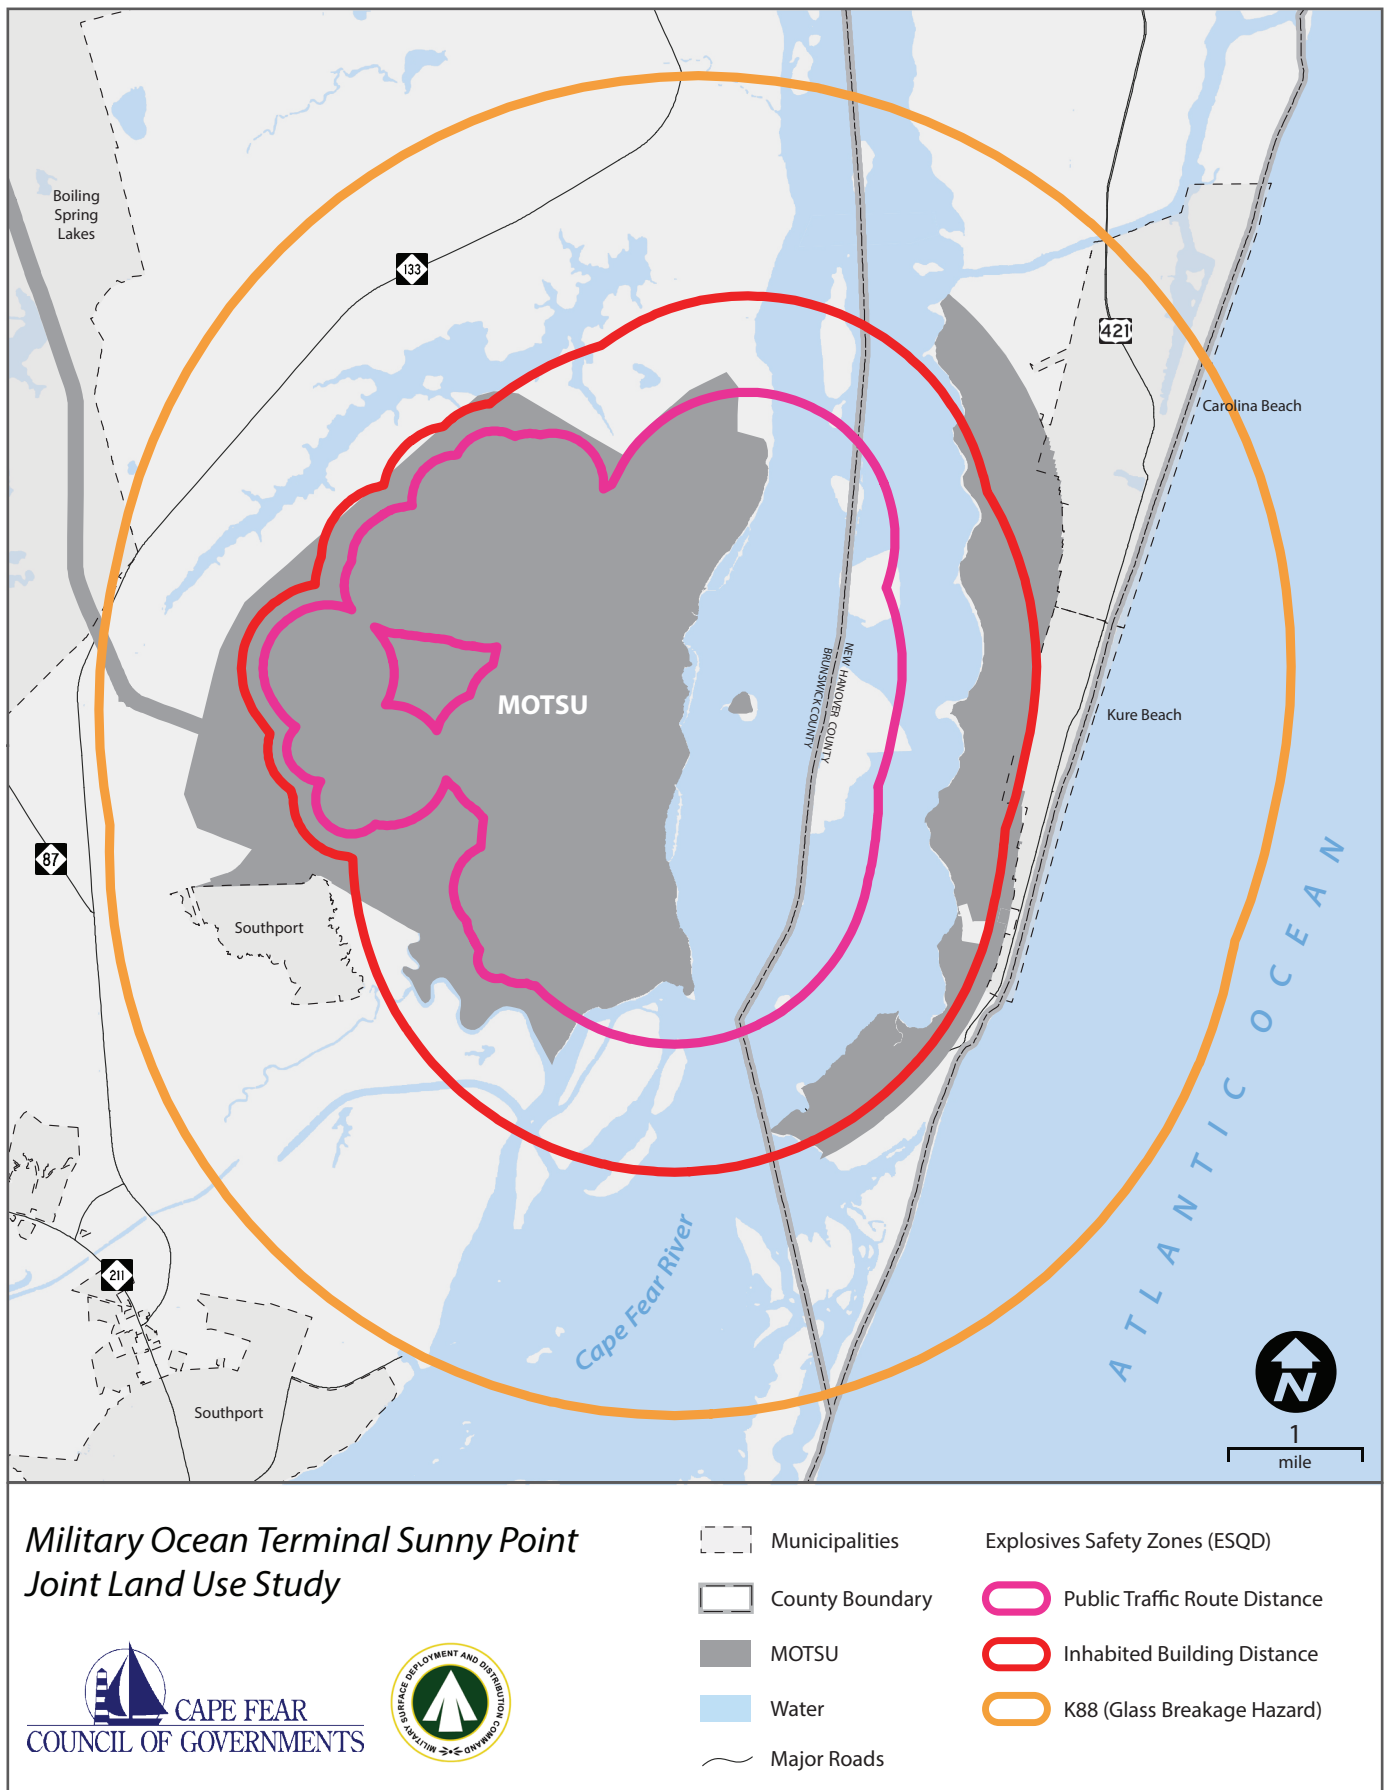 Boiling
Spring
Lakes
133
421
Carolina Beach
MOTSU
NEW HANOVER COUNTY
BRUNSWICK COUNTY
Kure Beach
87
Southport
ATLANTIC OCEAN
Cape Fear River
211
Southport
N
1
mile
Military Ocean Terminal Sunny Point
Joint Land Use Study
CAPE FEAR
COUNCIL OF GOVERNMENTS
MILITARY SURFACE DEPLOYMENT AND DISTRIBUTION COMMAND
Municipalities
County Boundary
MOTSU
Water
Major Roads
Explosives Safety Zones (ESQD)
Public Traffic Route Distance
Inhabited Building Distance
K88 (Glass Breakage Hazard)